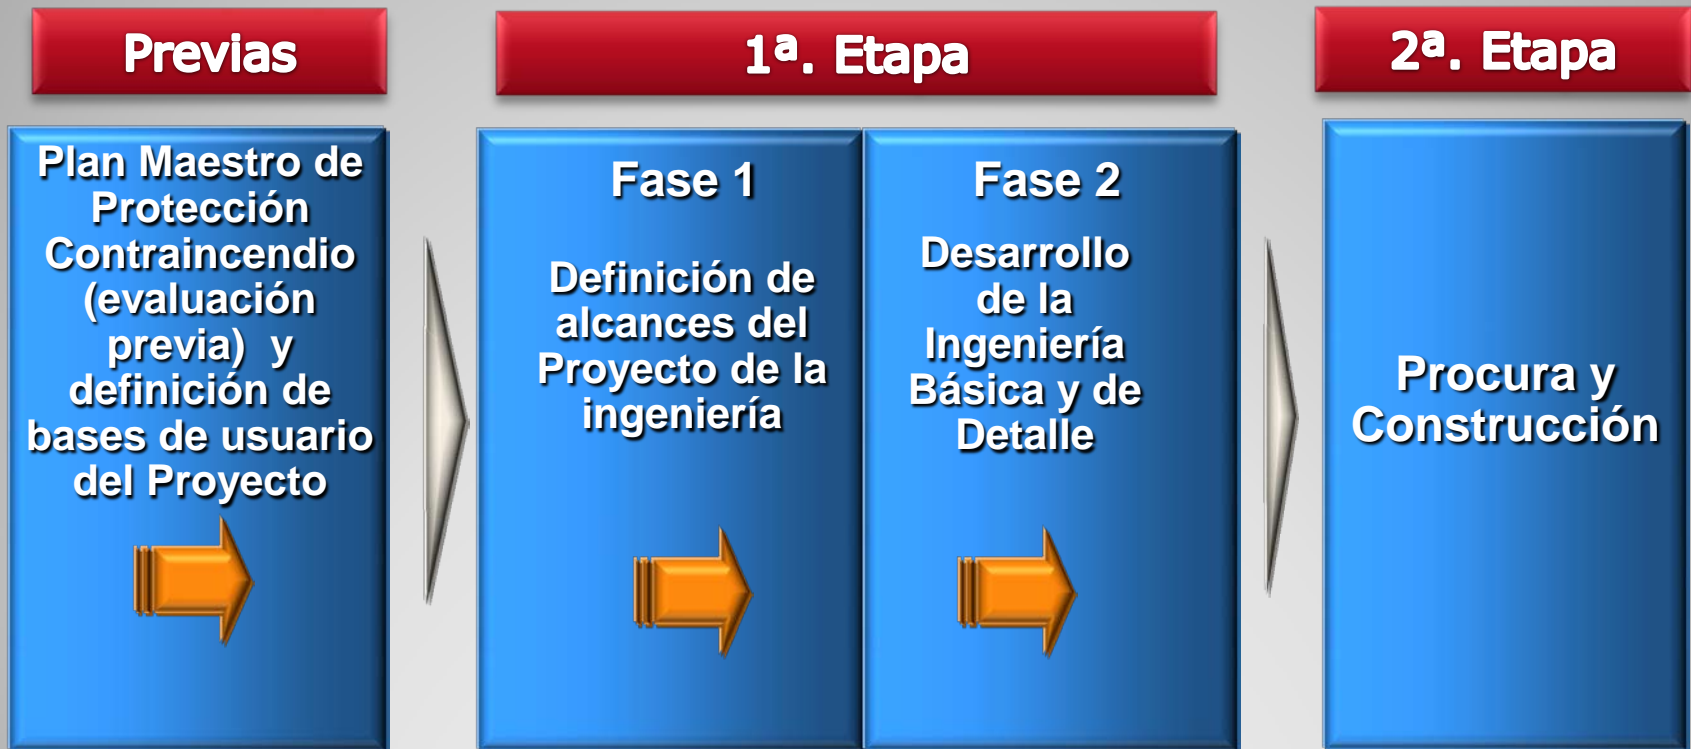 Previas
Plan Maestro de
Protección
Contraincendio
(evaluación
previa) y
definición de
bases de usuario
del Proyecto
1ª. Etapa
Fase 1
Definición de
alcances del
Proyecto de la
ingeniería
Fase 2
Desarrollo
de la
Ingeniería
Básica y de
Detalle
2ª. Etapa
Procura y
Construcción